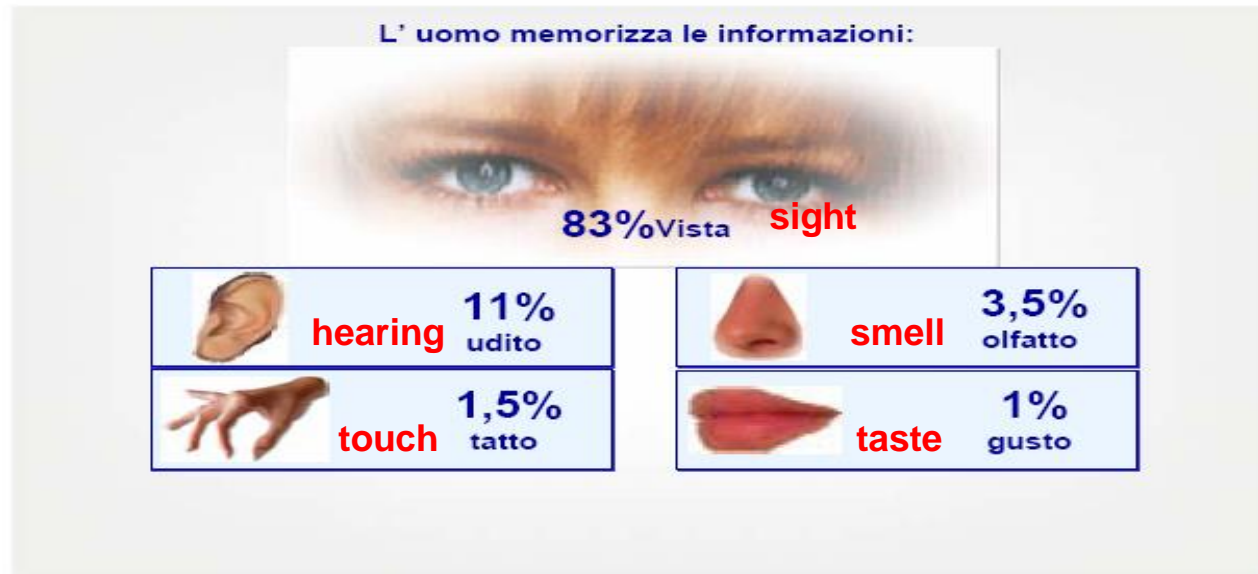 L' uomo memorizza le informazioni:
83%Vista sight
hearing 11%
udito
smell 3,5%
olfatto
touch 1,5%
tatto
taste 1%
gusto